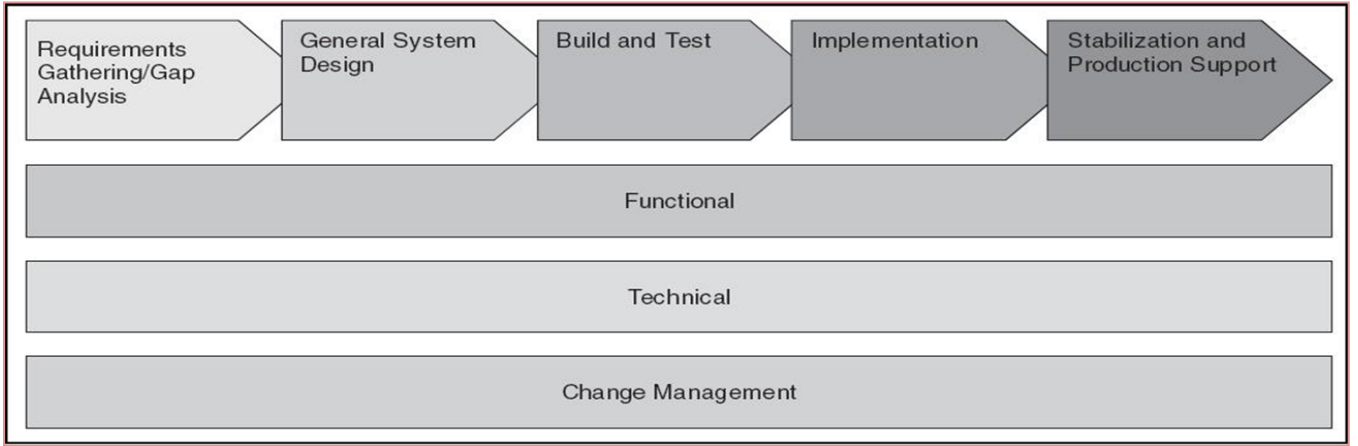 Requirements
Gathering/Gap
Analysis
General System
Design
Build and Test
Implementation
Stabilization and
Production Support
Functional
Technical
Change Management